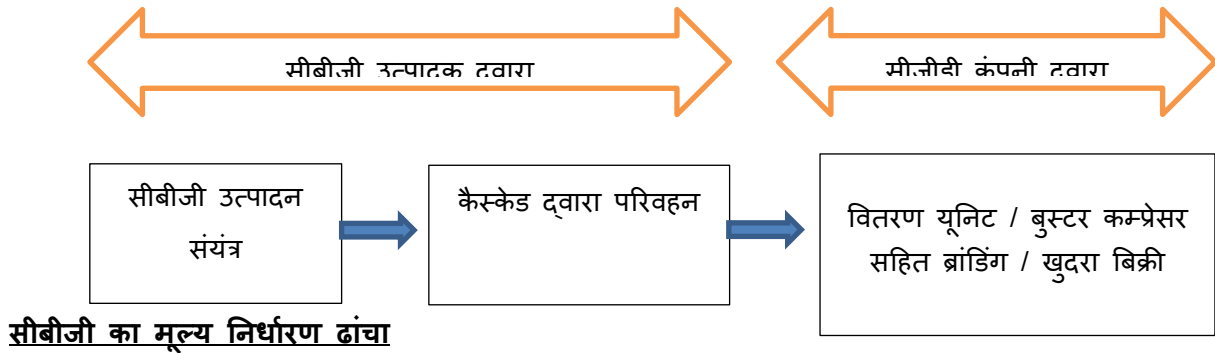 सीबीजी उत्पादक द्वारा
सीजीडी कंपनी द्वारा
सीबीजी उत्पादन
संयंत्र
कैस्केड द्वारा परिवहन
वितरण यूनिट / बुस्टर कम्प्रेसर
सहित ब्रांडिंग / खुदरा बिक्री
सीबीजी का मूल्य निर्धारण ढांचा